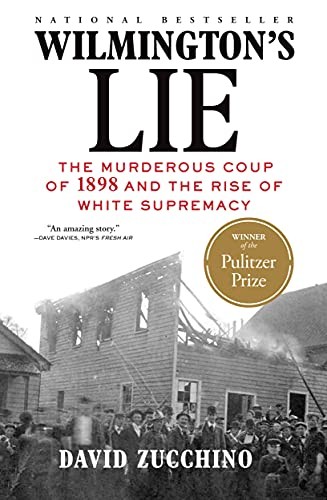 NATIONAL BESTSELLER
WILMINGTON'S
LIE
THE MURDEROUS COUP
OF 1898 AND THE RISE OF
WHITE SUPREMACY
"An amazing story."
—DAVE DAVIES, NPR'S FRESH AIR
WINNER
of the
Pulitzer
Prize
DAVID ZUCCHINO